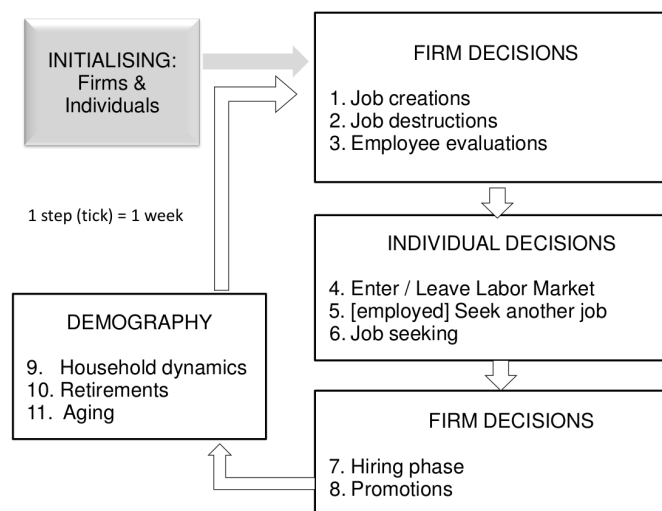 INITIALISING:
Firms &
Individuals
FIRM DECISIONS
1. Job creations
2. Job destructions
3. Employee evaluations
1 step (tick) = 1 week
INDIVIDUAL DECISIONS
4. Enter / Leave Labor Market
5. [employed] Seek another job
6. Job seeking
DEMOGRAPHY
9. Household dynamics
10. Retirements
11. Aging
FIRM DECISIONS
7. Hiring phase
8. Promotions